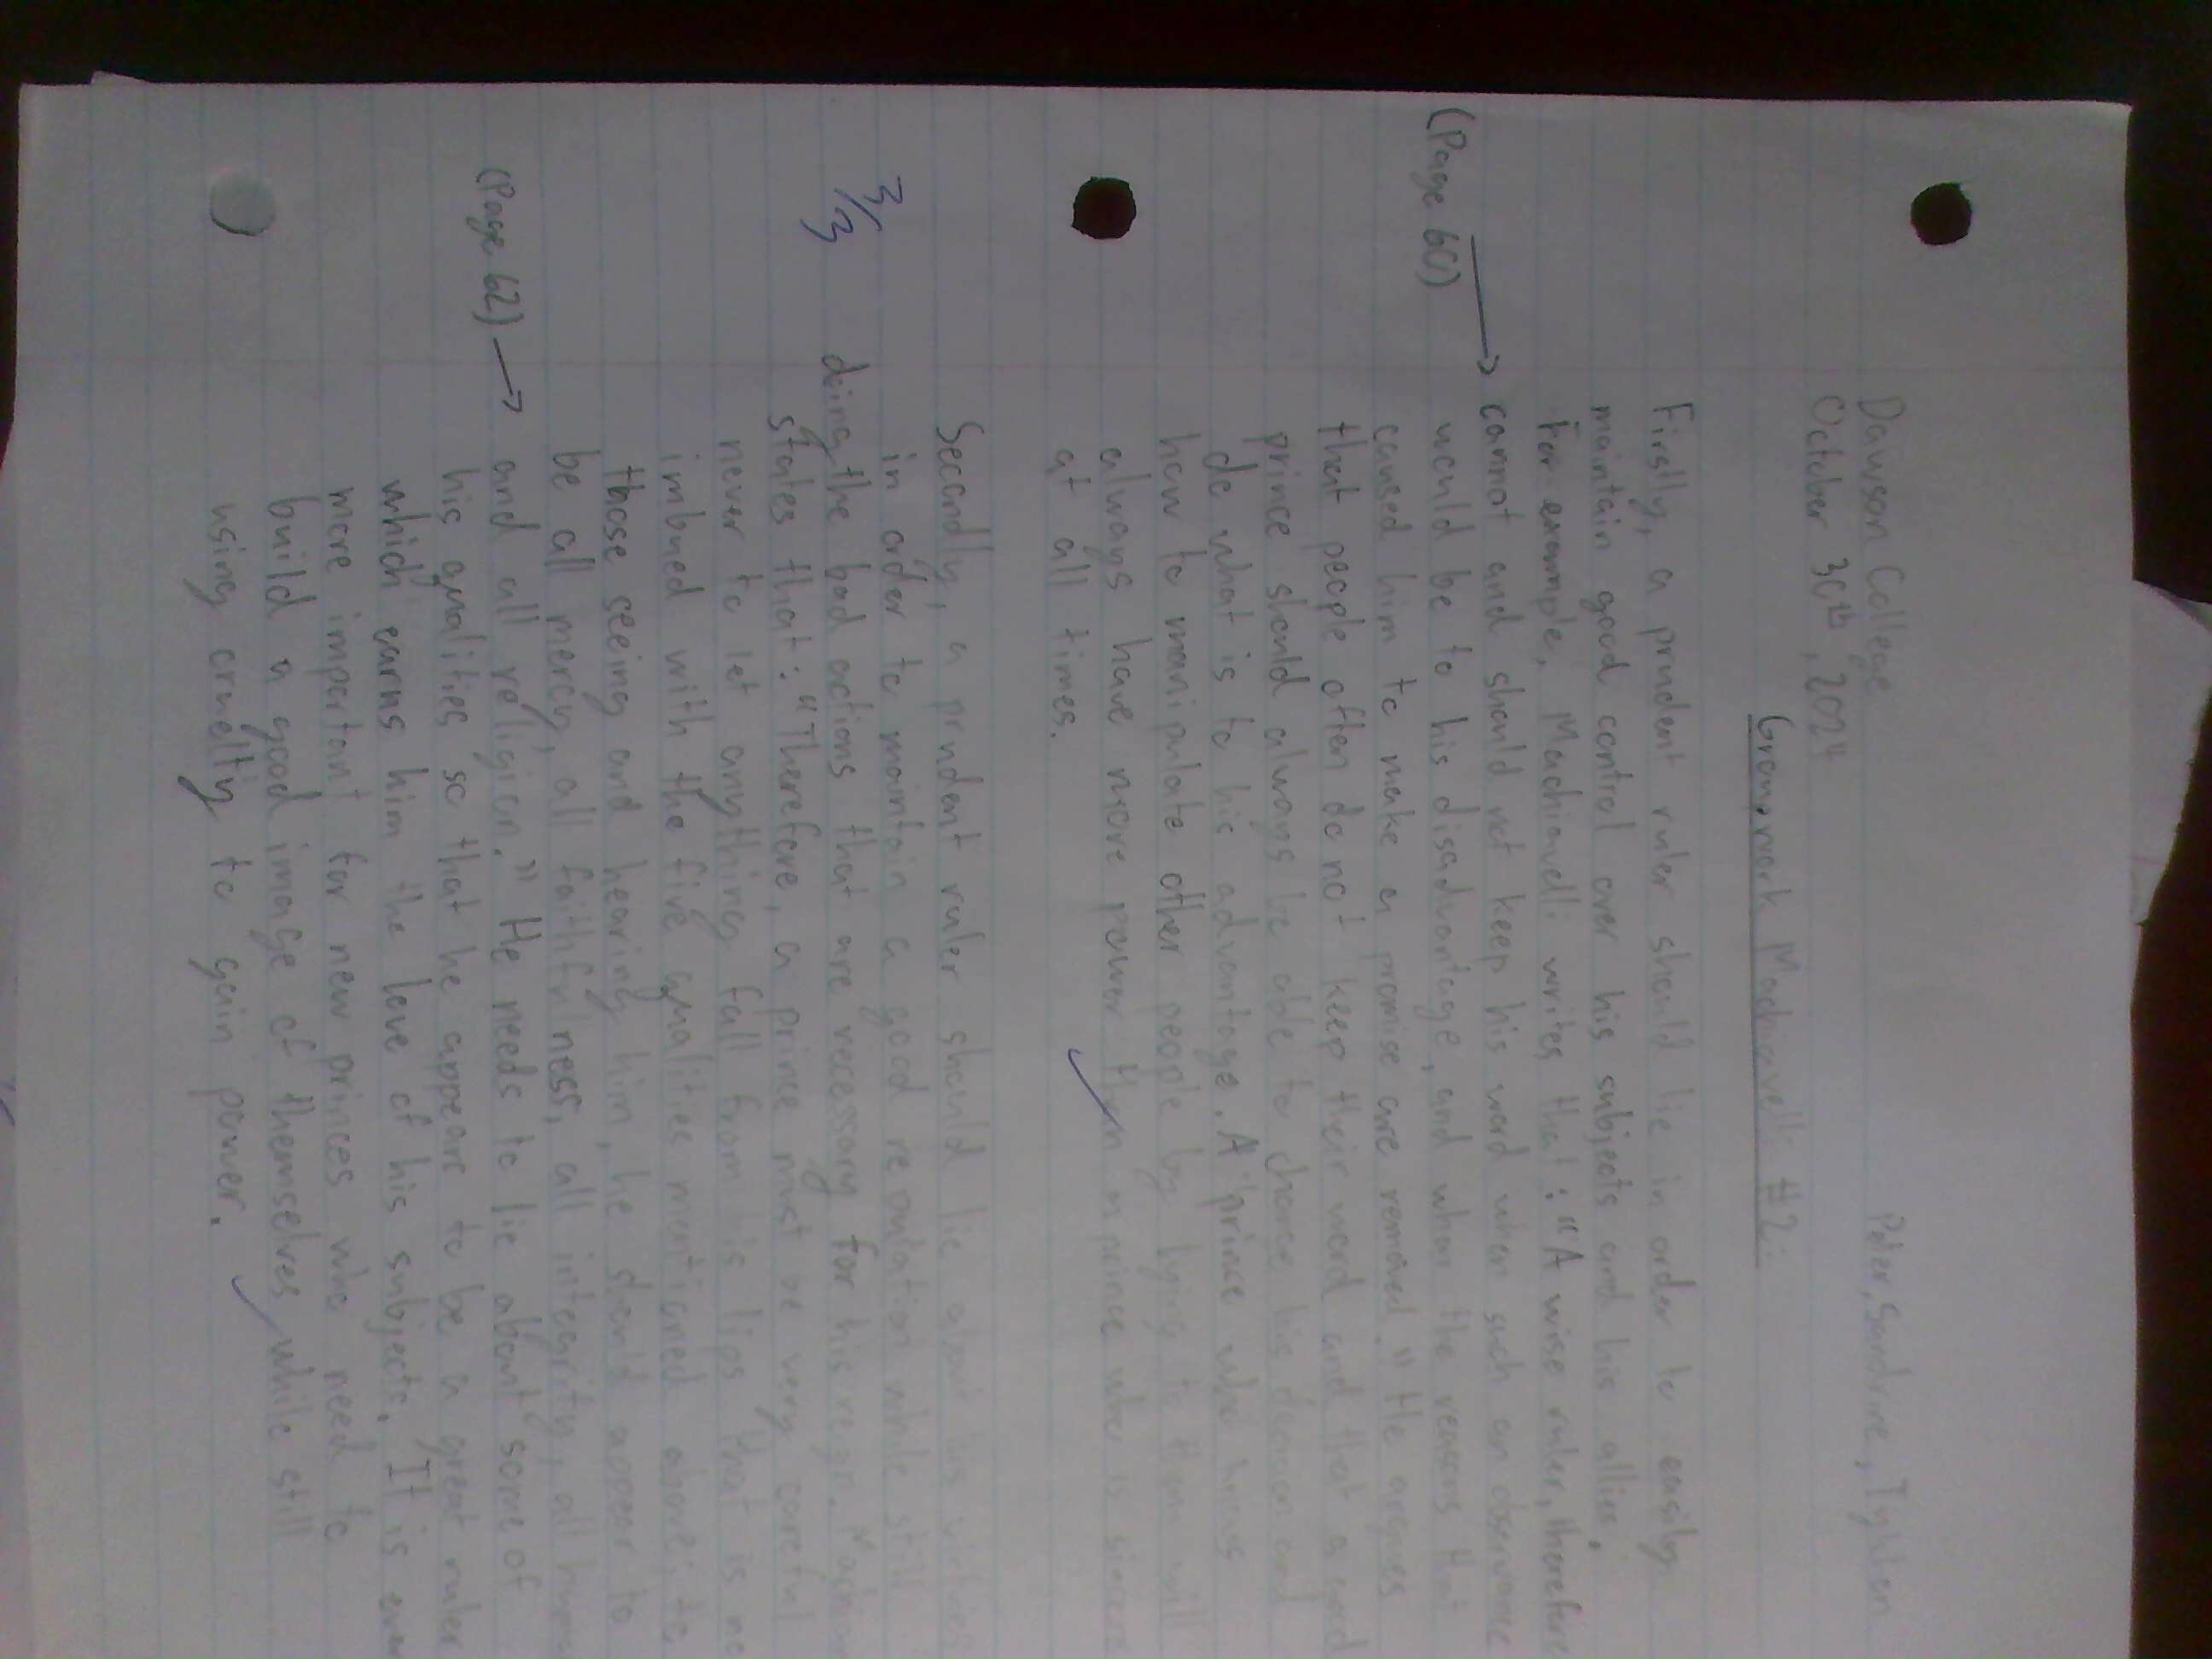 Dawson College
Peter, Sandrine,
October 30th, 2024
Groupwork Machiavelli #2:
Firstly, a prudent ruler should lie in order to easily
maintain good control over his subjects and his allies.
For example, Machiavelli writes that: "A wise ruler, therefore
(Page 60) → cannot and should not keep his word when such an observance
would be to his disadvantage, and when the reasons that
caused him to make a promise are removed." He argues
that people often do not keep their word and that a good
prince should always be able to choose his decision and
do what is to his advantage. A prince who knows
how to manipulate other people by lying to them will
always have more power than a prince who is sincere
at all times.
Secondly, a prudent ruler should lie about his virtues
in order to maintain a good reputation while still
3/3 doing the bad actions that are necessary for his reign.
states that: "Therefore, a prince must be very careful
never to let anything fall from his lips that is
imbued with the five qualities mentioned above; to
those seeing and hearing him, he should appear to
be all mercy, all faithfulness, all integrity, all
(Page 62) → and all religion." He needs to lie about some of
his qualities so that he appears to be a great ruler
which earns him the love of his subjects. It is even
more important for new princes who need to
build a good image of themselves while still
using cruelty to gain power.